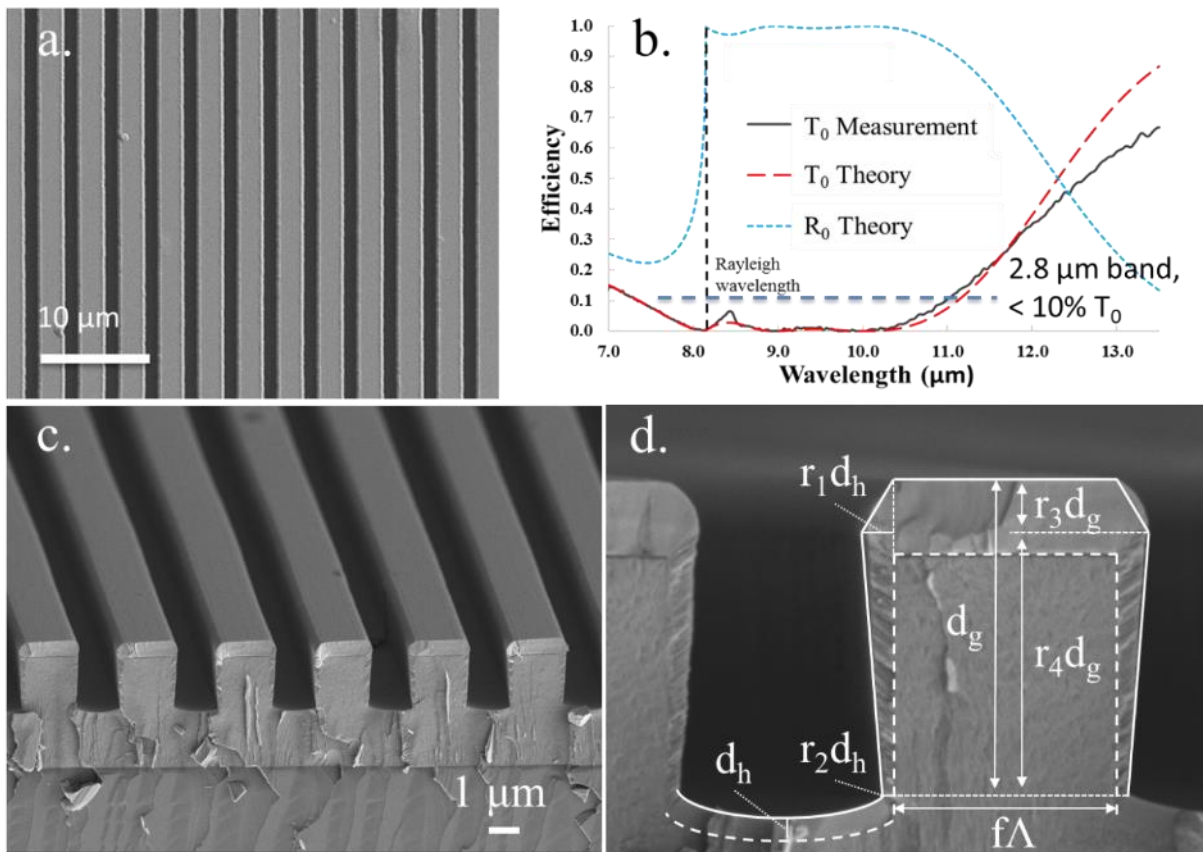 a.
10 μm
b.
Efficiency
1.0
0.9
0.8
0.7
0.6
0.5
0.4
0.3
0.2
0.1
0.0
T₀ Measurement
T₀ Theory
R₀ Theory
Rayleigh
wavelength
2.8 μm band,
< 10% T₀
7.0 8.0 9.0 10.0 11.0 12.0 13.0
Wavelength (μm)
c.
1 μm
d.
r₁dₕ
r₃d_g
d_g
r₄d_g
dₕ
r₂dₕ
fΛ